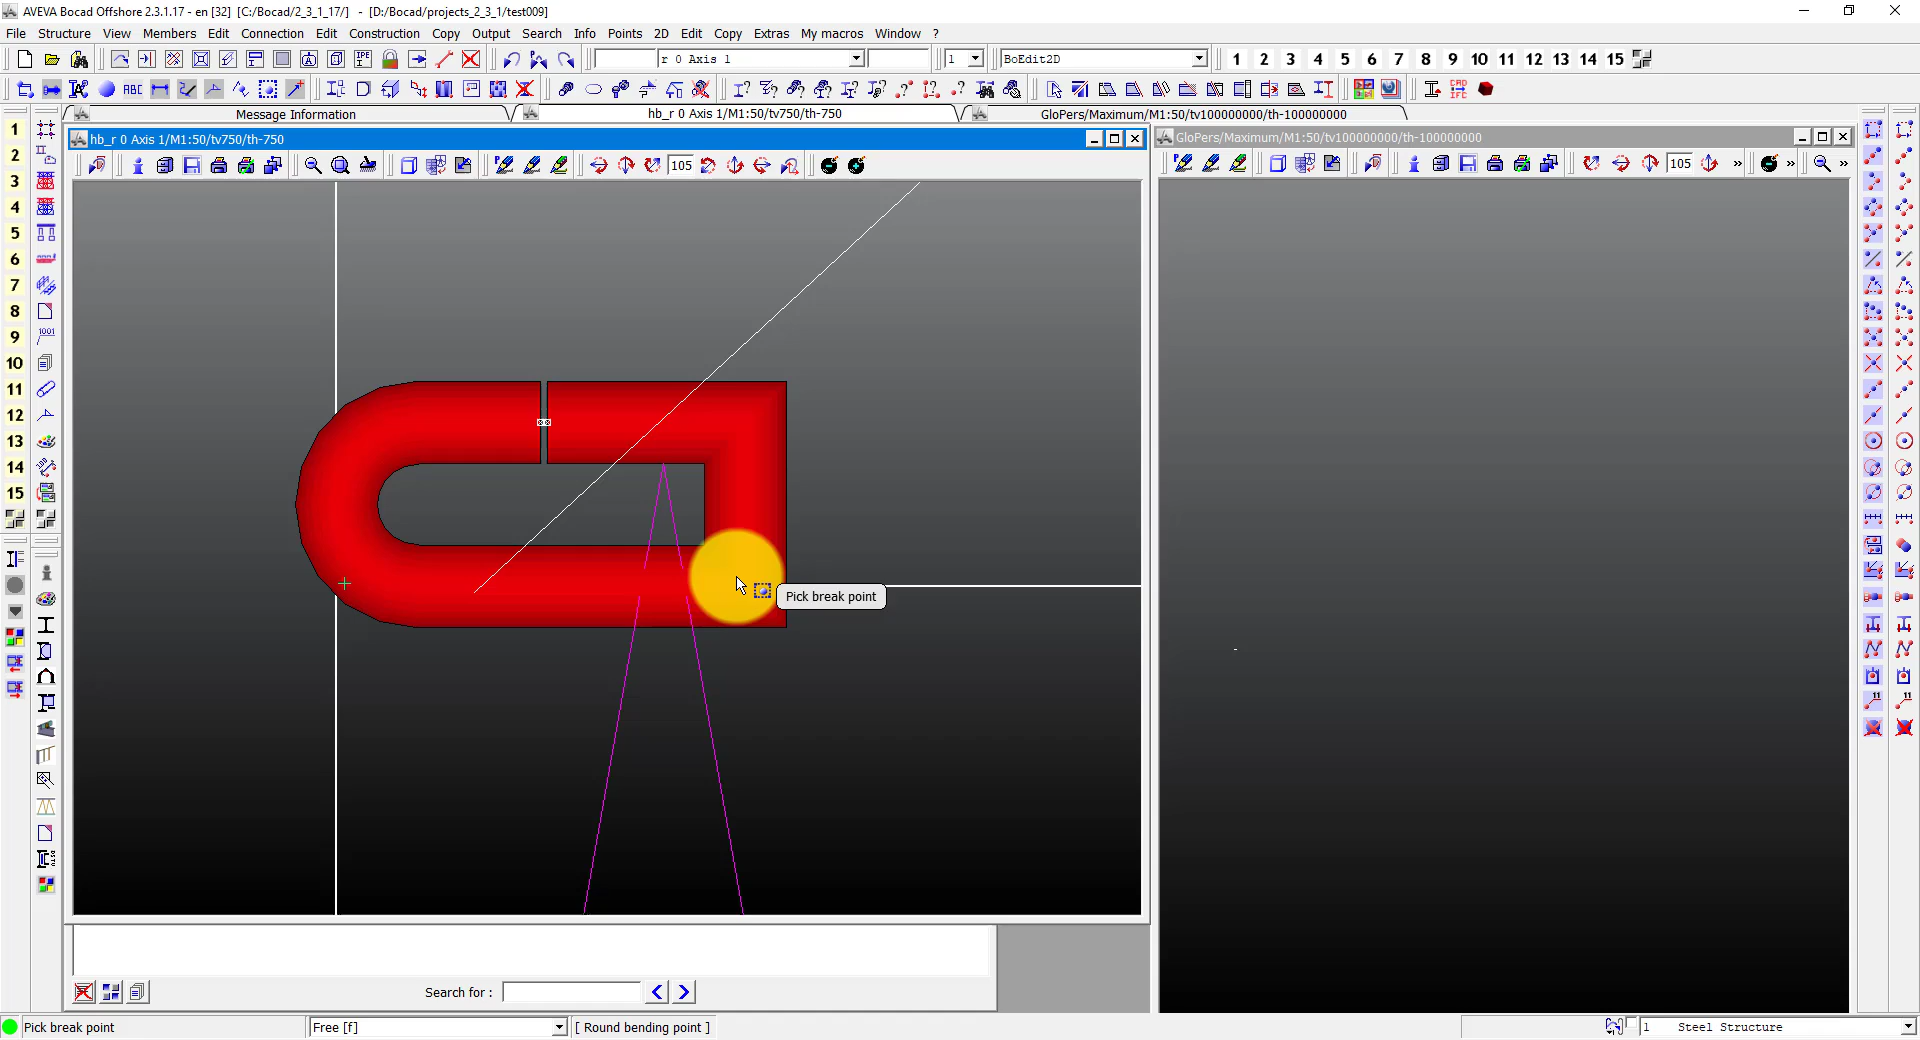 AVEVA Bocad Offshore 2.3.1.17 - en [32] [C:/Bocad/2_3_1_17/] - [D:/Bocad/projects_2_3_1/test009]
File Structure View Members Edit Connection Edit Construction Copy Output Search Info Points 2D Edit Copy Extras My macros Window ?
r 0 Axis 1 1 BoEdit2D 1 2 3 4 5 6 7 8 9 10 11 12 13 14 15
ABC
Message Information hb_r 0 Axis 1/M1:50/tv750/th-750 GloPers/Maximum/M1:50/tv100000000/th-100000000
hb_r 0 Axis 1/M1:50/tv750/th-750
GloPers/Maximum/M1:50/tv100000000/th-100000000
105
105
1
2
3
4
5
6
7
8
9
10
11
12
13
14
15
Pick break point
Search for :
Pick break point Free [f] [ Round bending point ] 1 Steel Structure